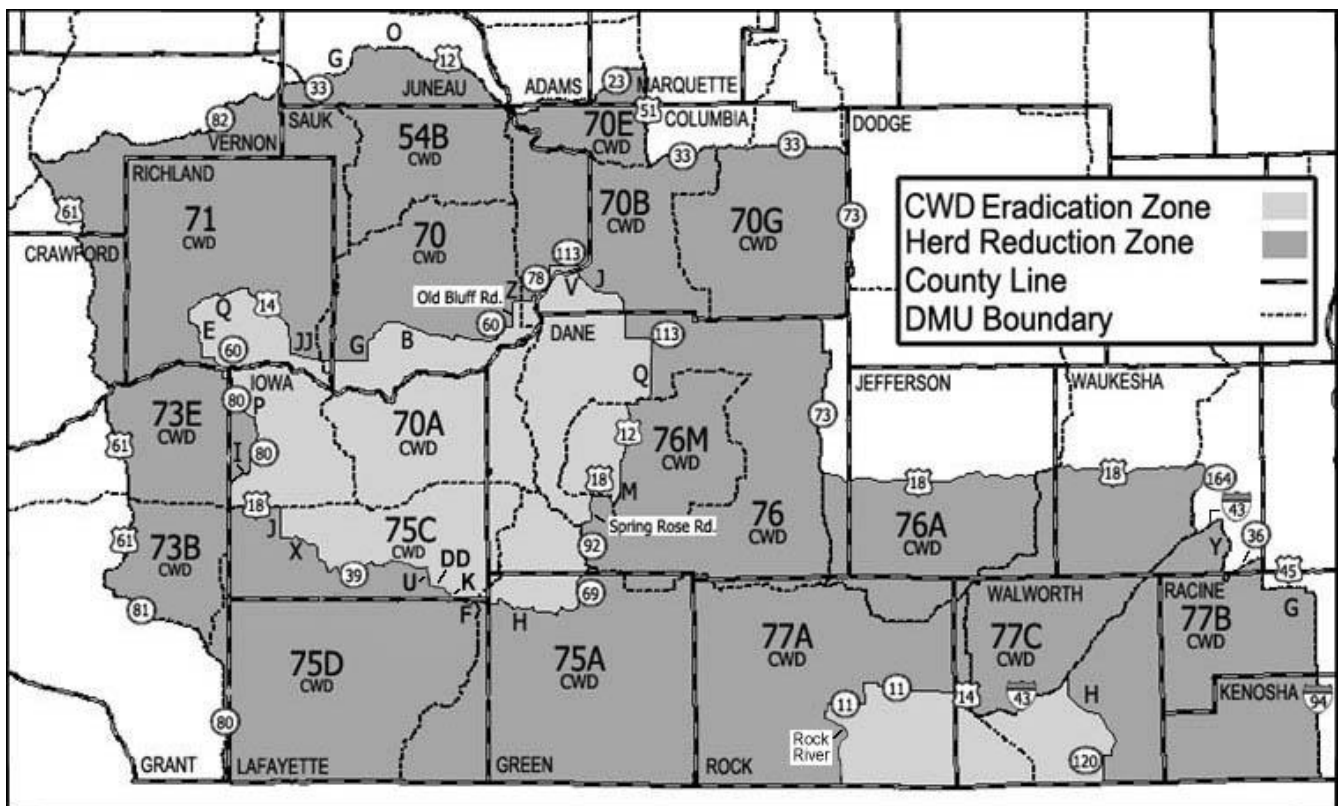 O
G
12
33
JUNEAU
ADAMS
23
MARQUETTE
51
82
VERNON
SAUK
54B
CWD
70E
CWD
COLUMBIA
DODGE
33
33
RICHLAND
61
71
CWD
70
CWD
70B
CWD
70G
CWD
73
CWD Eradication Zone
Herd Reduction Zone
County Line
DMU Boundary
CRAWFORD
113
78
Z
V
J
Old Bluff Rd.
Q
14
E
60
JJ
G
B
60
DANE
113
IOWA
Q
JEFFERSON
WAUKESHA
80
P
73E
CWD
70A
CWD
61
I
80
12
76M
CWD
73
18
M
18
18
164
43
18
J
X
75C
CWD
Spring Rose Rd.
76
CWD
76A
CWD
61
73B
CWD
92
Y
36
39
U
DD
K
45
81
F
H
69
WALWORTH
RACINE
G
75D
CWD
75A
CWD
77A
CWD
77C
CWD
77B
CWD
11
11
14
43
H
KENOSHA
94
80
Rock
River
120
GRANT
LAFAYETTE
GREEN
ROCK